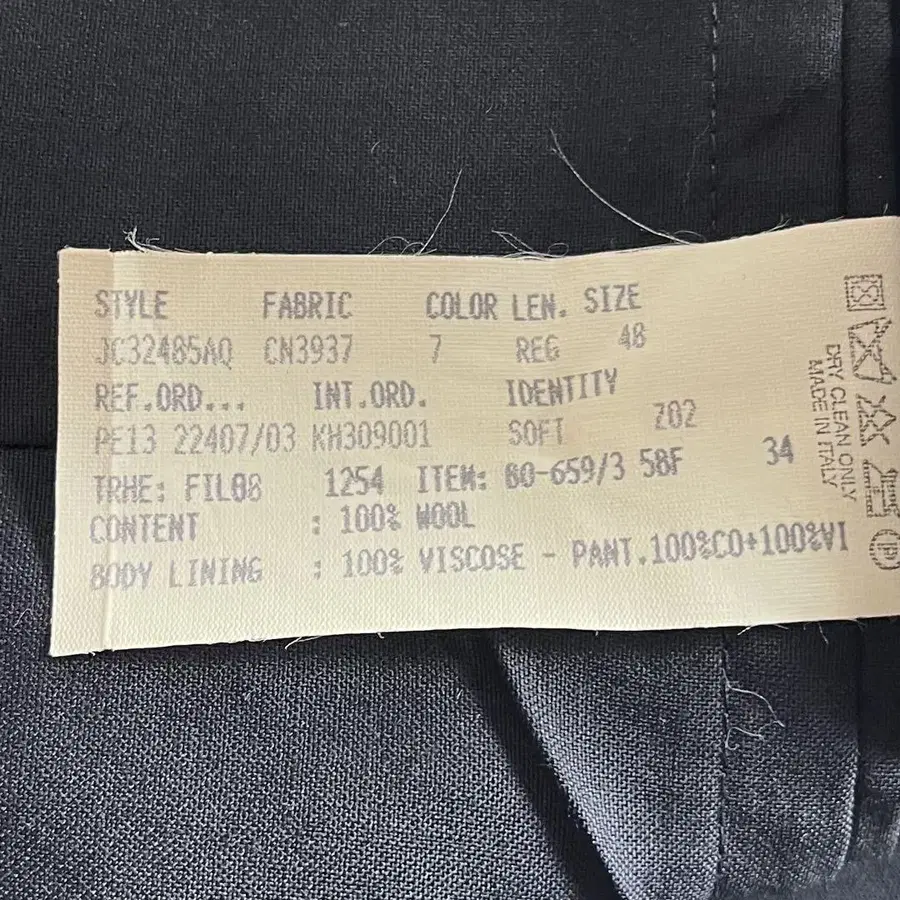 STYLE FABRIC COLOR LEN. SIZE
JC32485AQ CN3937 7 REG 48
REF.ORD... INT.ORD. IDENTITY
PE13 22407/03 KH309001 SOFT 202
TRHE: FIL08 1254 ITEM: 80-659/3 58F 34
CONTENT : 100% WOOL
BODY LINING : 100% VISCOSE - PANT.100%CO+100%VI
DRY CLEAN ONLY
MADE IN ITALY
P